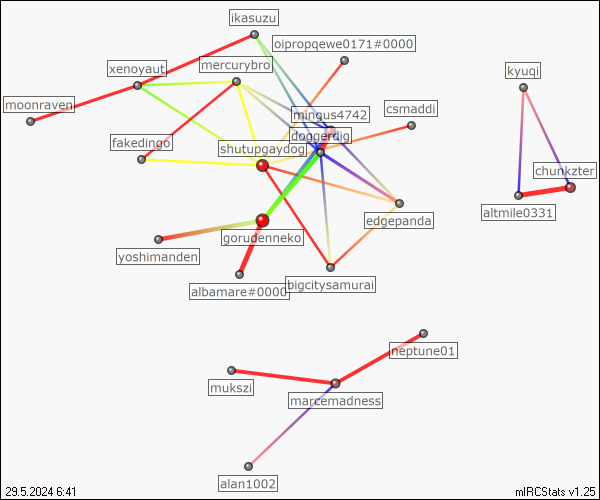 ikasuzu
oipropqewe0171#0000
mercurybro
xenoyaut
kyuqi
moonraven
mingus4742
csmaddi
doggerdig
fakedingo
shutupgaydog
chunkzter
altmile0331
edgepanda
gorudenneko
yoshimanden
bigcitysamurai
albamare#0000
neptune01
mukszi
marcemadness
alan1002
29.5.2024 6:41
mIRCStats v1.25